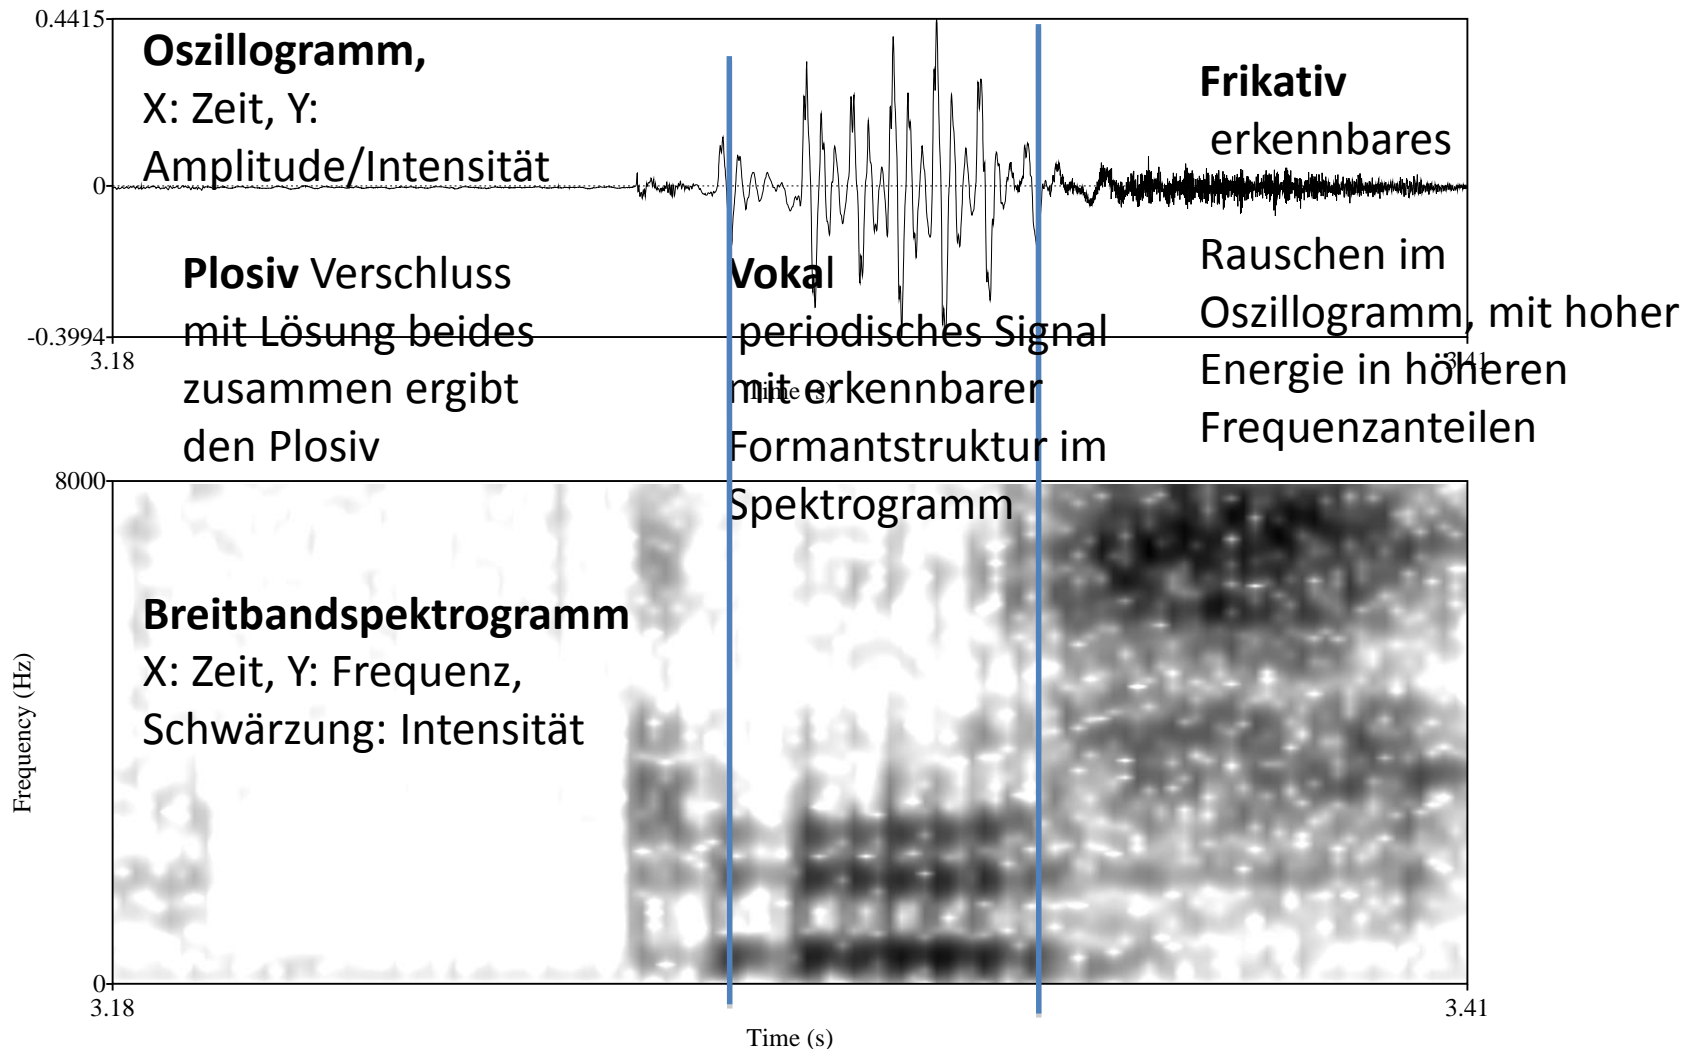 0.4415
Oszillogramm,
X: Zeit, Y:
Amplitude/Intensität
0
-0.3994
3.18
3.41
Time (s)
Plosiv Verschluss
mit Lösung beides
zusammen ergibt
den Plosiv
Vokal
periodisches Signal
mit erkennbarer
Formantstruktur im
Spektrogramm
Frikativ
erkennbares
Rauschen im
Oszillogramm, mit hoher
Energie in höheren
Frequenzanteilen
8000
Breitbandspektrogramm
X: Zeit, Y: Frequenz,
Schwärzung: Intensität
Frequency (Hz)
0
3.18
3.41
Time (s)